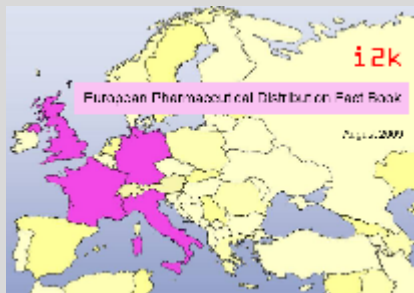 i2k
European Pharmaceutical Distribution Fact Book
August 2009